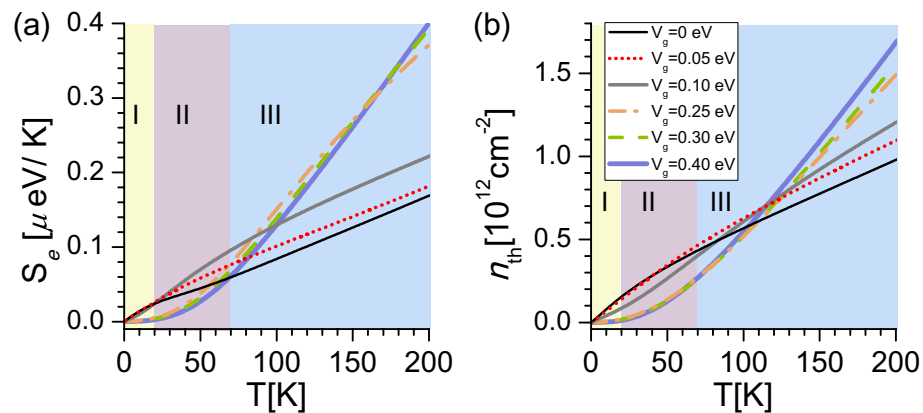 (a)
S_e [μ eV/ K]
0.4
0.3
0.2
0.1
0.0
I II III
0 50 100 150 200
T[K]
(b)
n_th[10^12 cm^-2]
1.5
1.0
0.5
0.0
V_g=0 eV
V_g=0.05 eV
V_g=0.10 eV
V_g=0.25 eV
V_g=0.30 eV
V_g=0.40 eV
I II III
0 50 100 150 200
T[K]